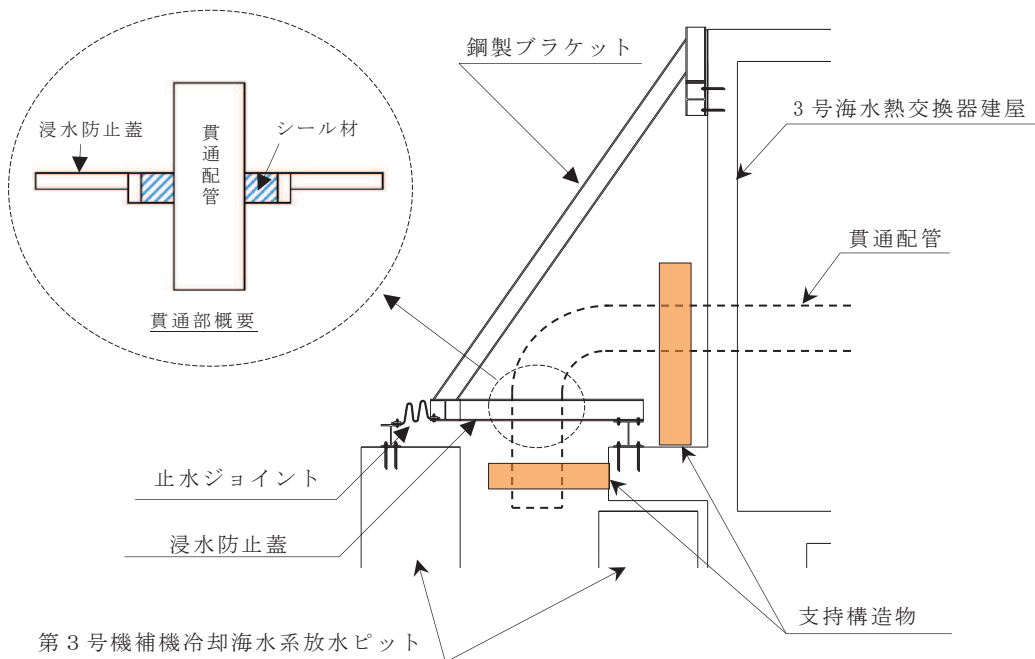 鋼製ブラケット
3号海水熱交換器建屋
浸水防止蓋
シール材
貫通配管
貫通部概要
貫通配管
止水ジョイント
浸水防止蓋
支持構造物
第3号機補機冷却海水系放水ピット